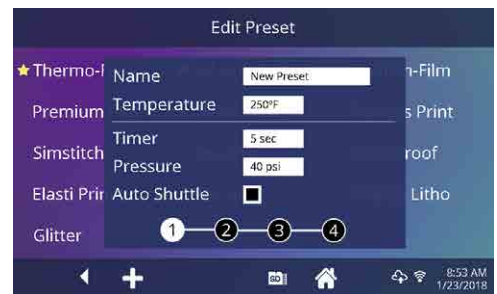 Edit Preset
Thermo-F
Name
New Preset
n-Film
Premium
Temperature
250°F
s Print
Timer
5 sec
Simstitch
Pressure
40 psi
roof
Elasti Prin
Auto Shuttle
Litho
Glitter
1
2
3
4
SD
8:53 AM
1/23/2018